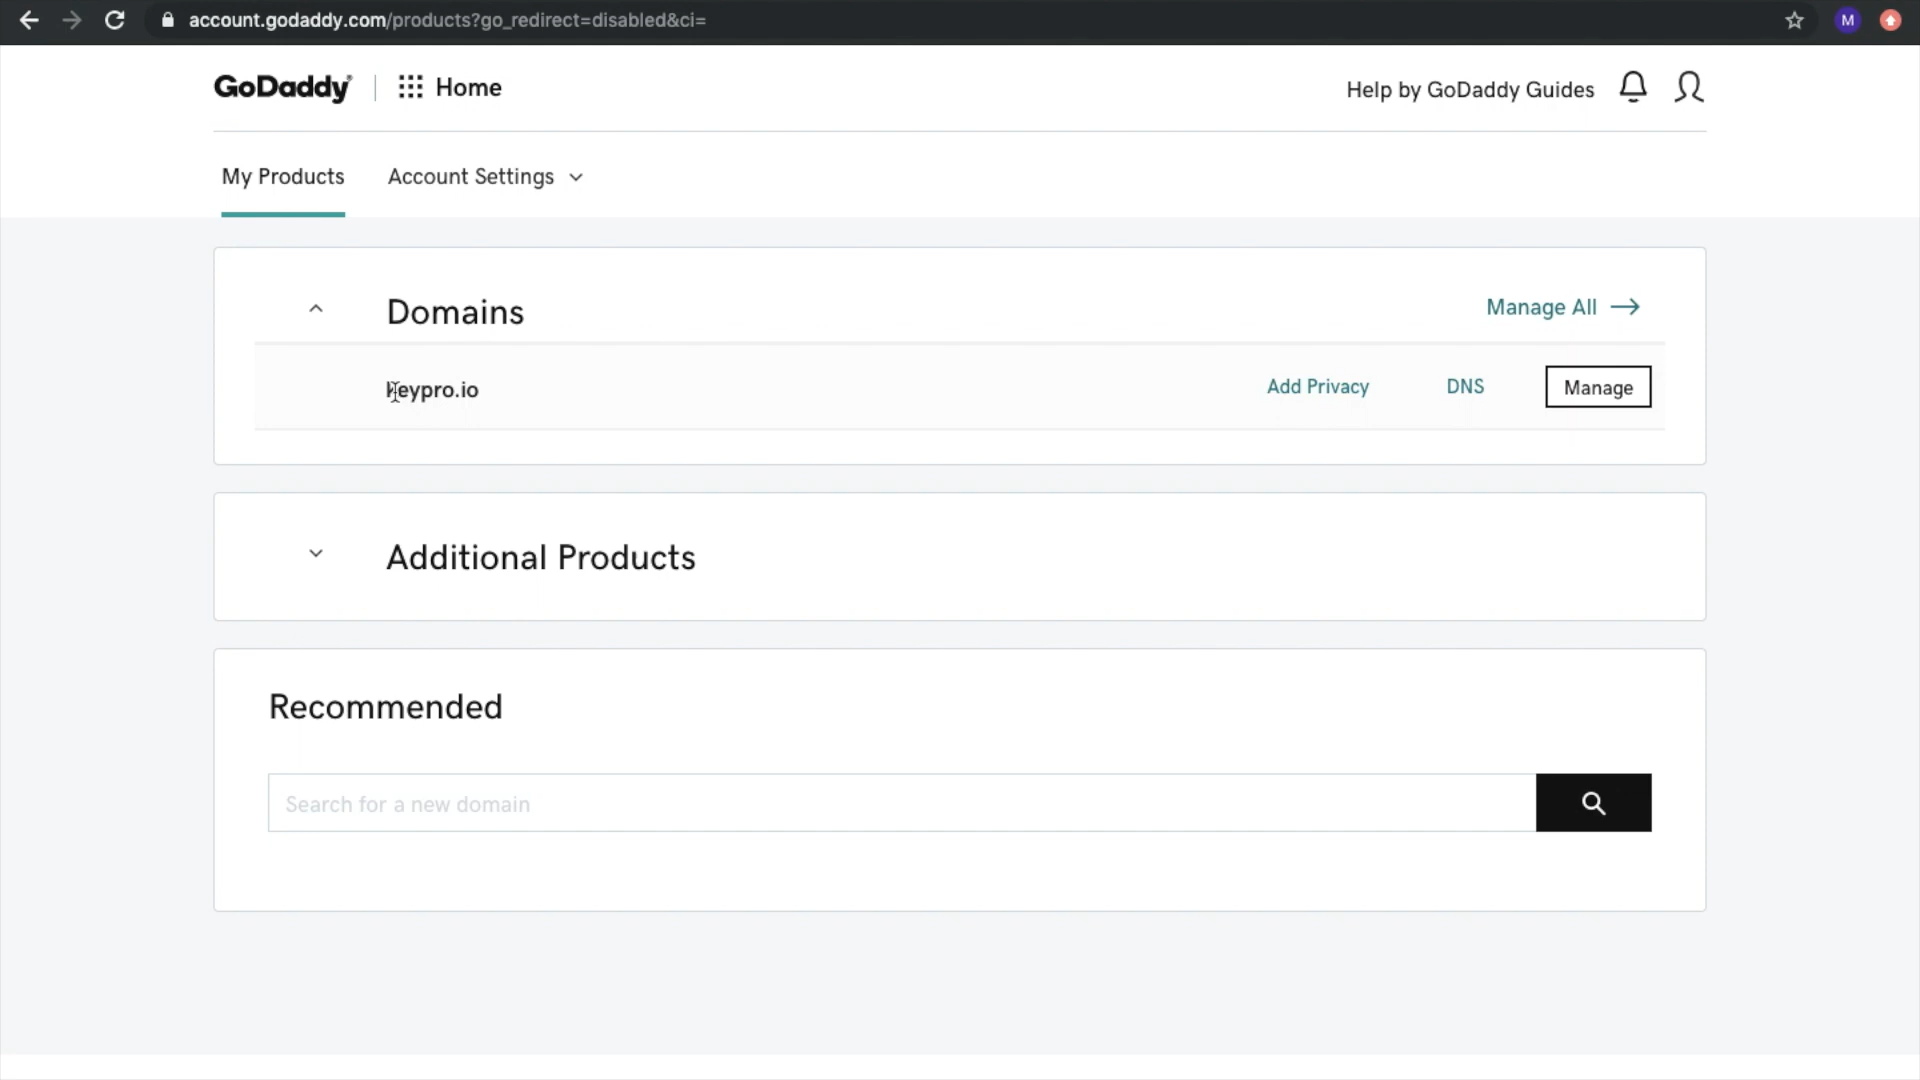 account.godaddy.com/products?go_redirect=disabled&ci=
M
GoDaddy
Home
Help by GoDaddy Guides
My Products
Account Settings
Domains
Manage All →
keypro.io
Add Privacy
DNS
Manage
Additional Products
Recommended
Search for a new domain